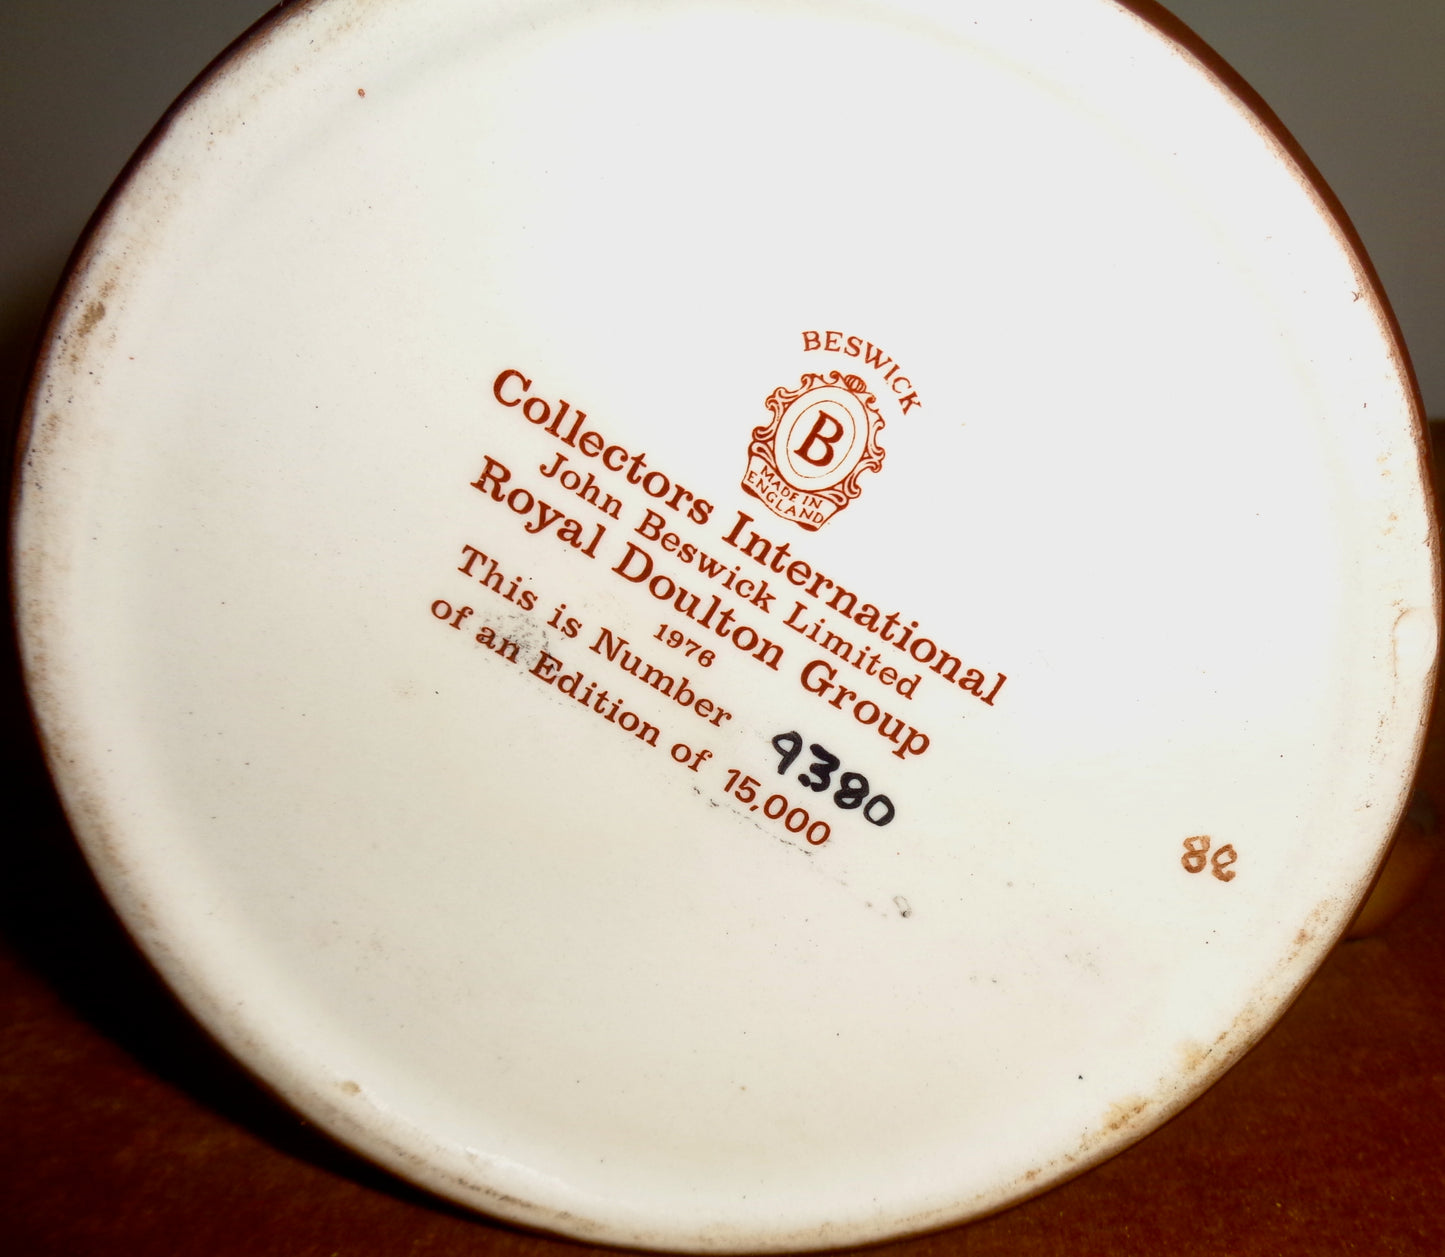 BESWICK
B
MADE IN
ENGLAND
Collectors International
John Beswick Limited
Royal Doulton Group
1976
This is Number 9380
of an Edition of 15,000